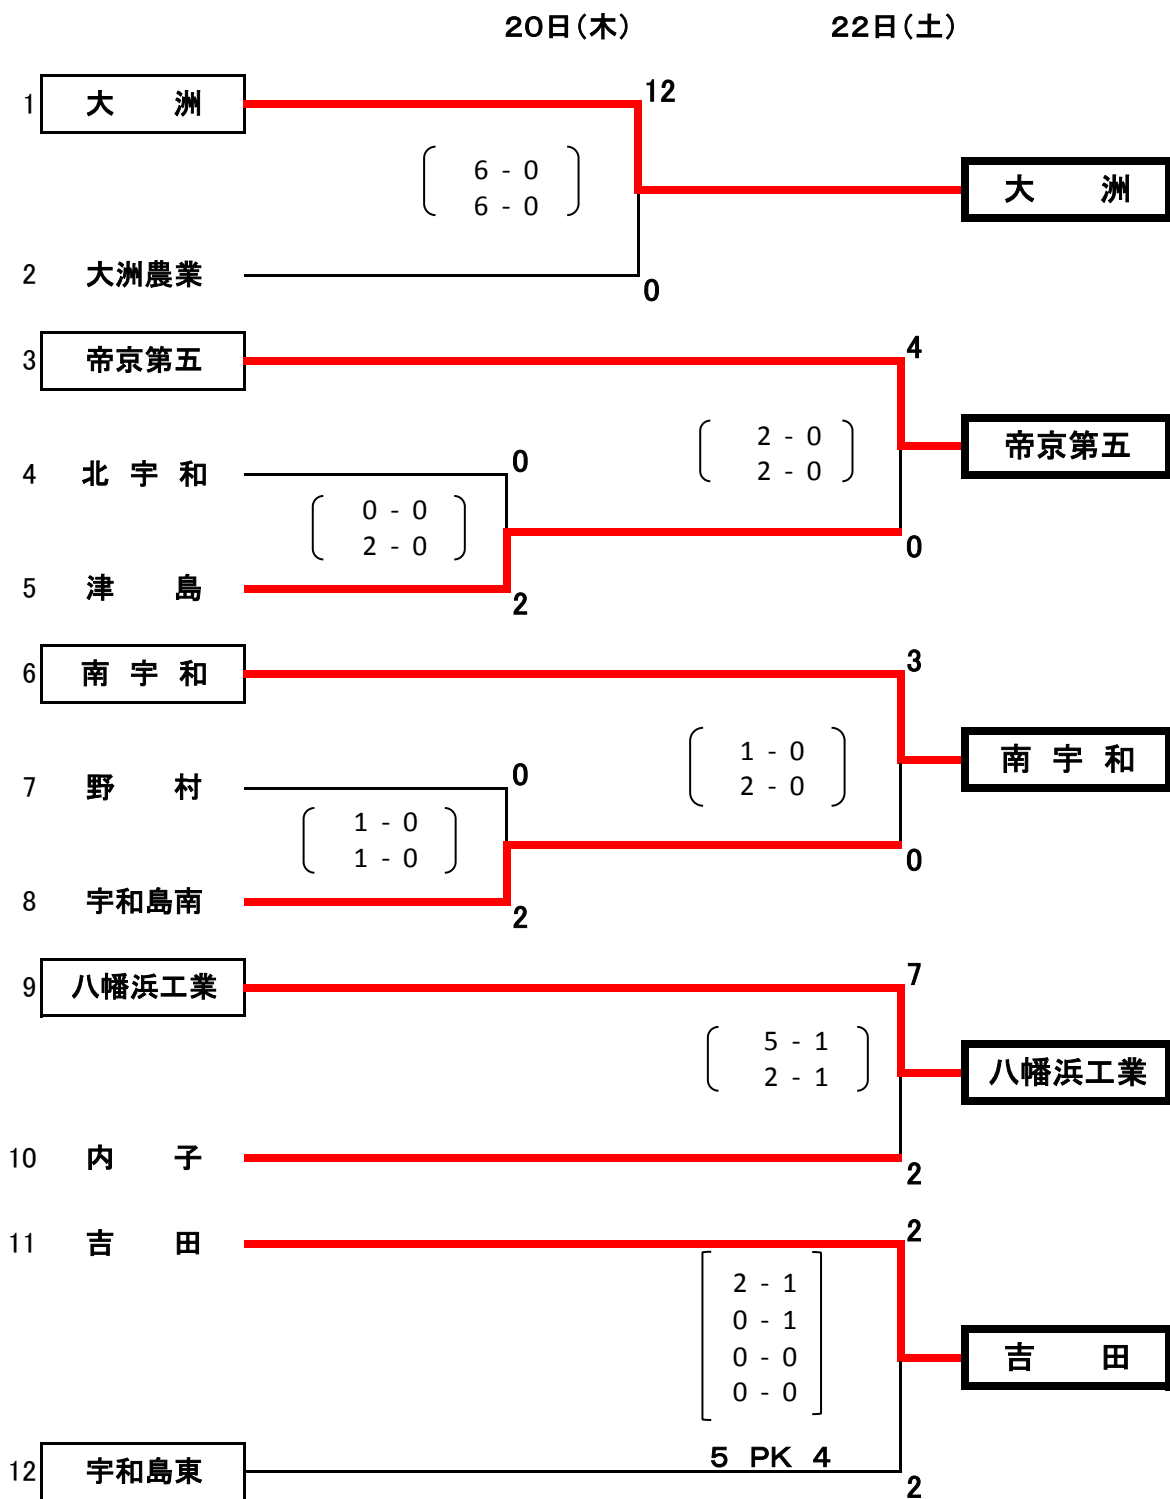 20日(木) 22日(土)
12
1 大 洲
6 - 0
6 - 0
大 洲
2 大洲農業
0
3 帝京第五
4
2 - 0
2 - 0
帝京第五
4 北 宇 和
0
0 - 0
2 - 0
0
5 津 島
2
6 南 宇 和
3
1 - 0
2 - 0
南 宇 和
7 野 村
0
1 - 0
1 - 0
0
8 宇和島南
2
9 八幡浜工業
7
5 - 1
2 - 1
八幡浜工業
10 内 子
2
11 吉 田
2
2 - 1
0 - 1
0 - 0
0 - 0
吉 田
5 PK 4
12 宇和島東
2